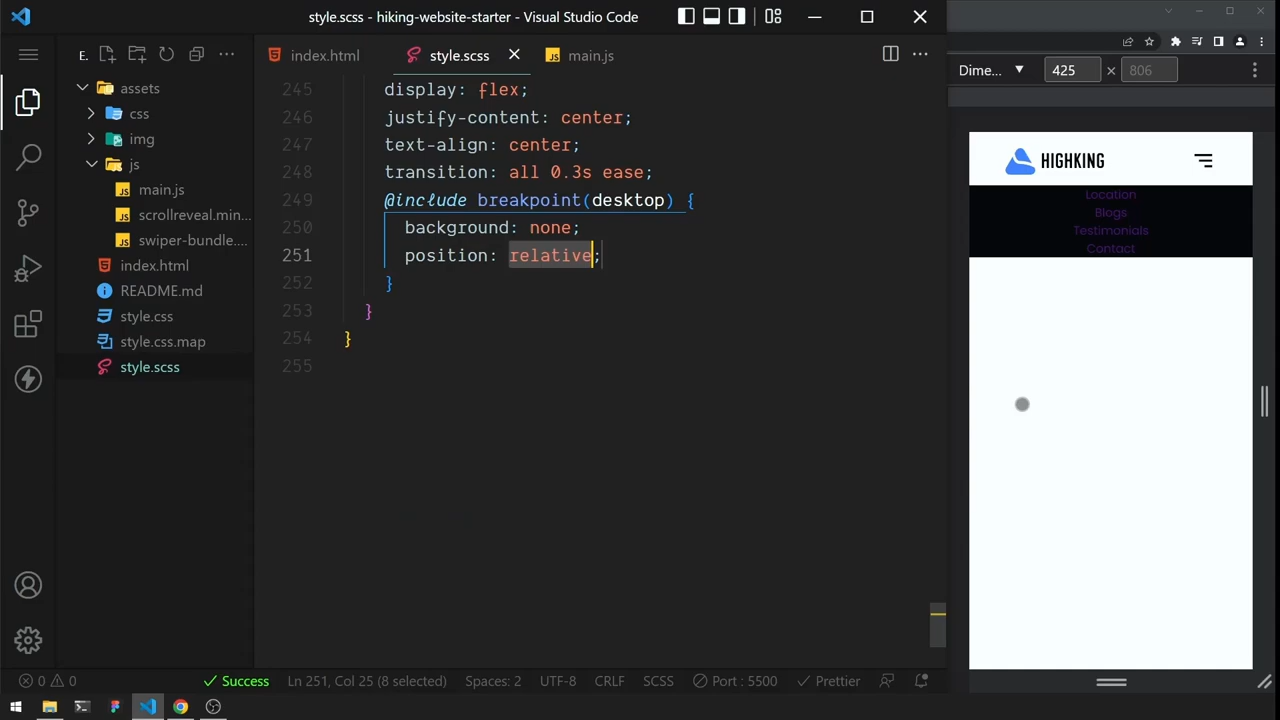 style.scss - hiking-website-starter - Visual Studio Code
E.
assets
css
img
js
main.js
scrollreveal.min...
swiper-bundle....
index.html
README.md
style.css
style.css.map
style.scss
index.html
style.scss
main.js
245 display: flex;
246 justify-content: center;
247 text-align: center;
248 transition: all 0.3s ease;
249 @include breakpoint(desktop) {
250 background: none;
251 position: relative;
252 }
253 }
254 }
255
Dime... 425 × 806
HIGHKING
Location
Blogs
Testimonials
Contact
0 0 Success Ln 251, Col 25 (8 selected) Spaces: 2 UTF-8 CRLF SCSS Port : 5500 Prettier